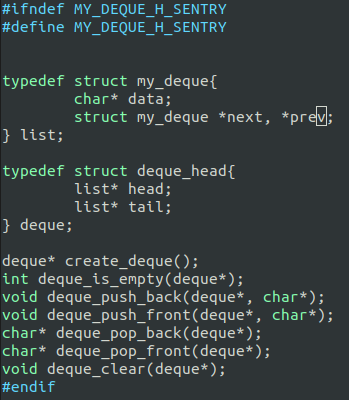 #ifndef MY_DEQUE_H_SENTRY
#define MY_DEQUE_H_SENTRY
typedef struct my_deque{
char* data;
struct my_deque *next, *prev;
} list;
typedef struct deque_head{
list* head;
list* tail;
} deque;
deque* create_deque();
int deque_is_empty(deque*);
void deque_push_back(deque*, char*);
void deque_push_front(deque*, char*);
char* deque_pop_back(deque*);
char* deque_pop_front(deque*);
void deque_clear(deque*);
#endif